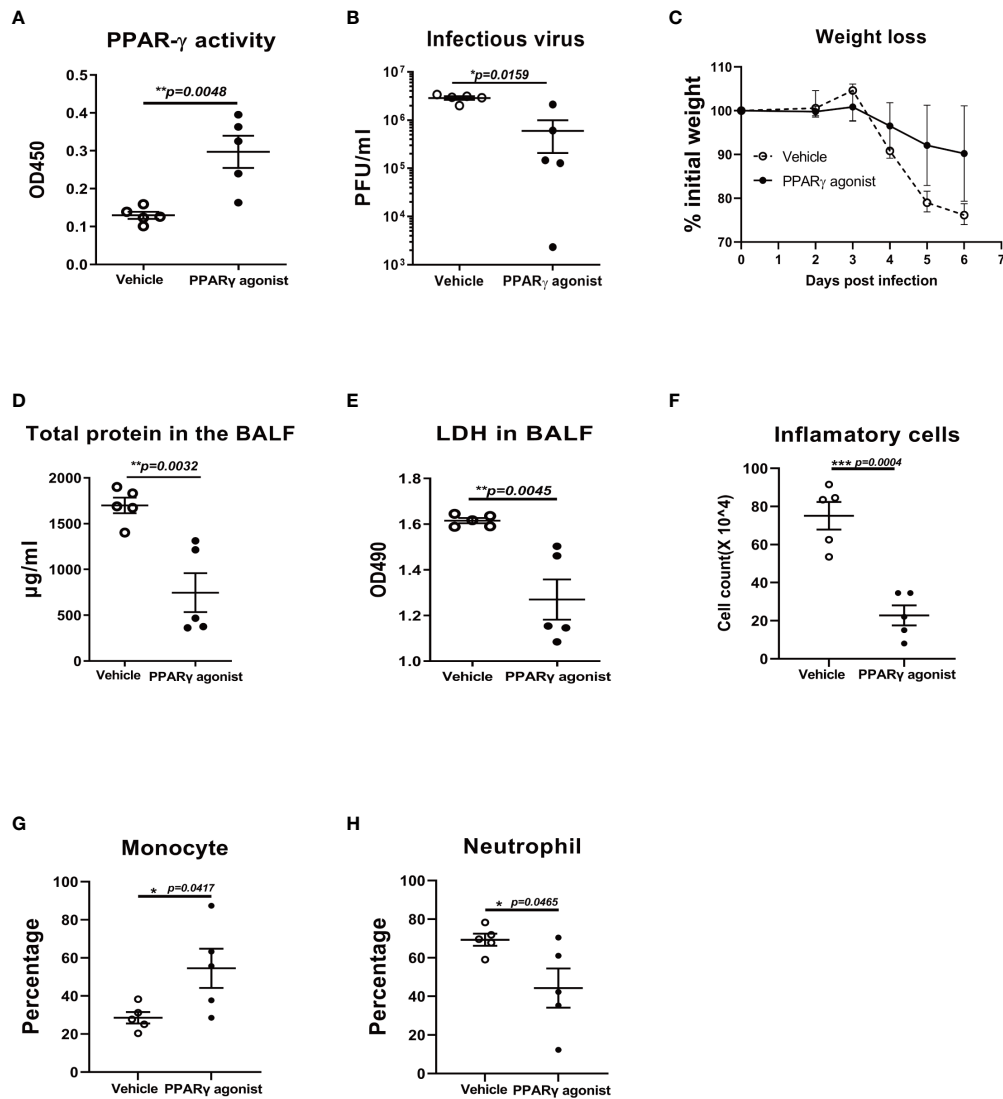 A
PPAR-γ activity
**p=0.0048
OD450
0.5
0.4
0.3
0.2
0.1
0.0
Vehicle PPARγ agonist
B
Infectious virus
*p=0.0159
PFU/ml
10^7
10^6
10^5
10^4
10^3
Vehicle PPARγ agonist
C
Weight loss
% initial weight
110
100
90
80
70
Vehicle
PPARγ agonist
0 1 2 3 4 5 6 7
Days post infection
D
Total protein in the BALF
**p=0.0032
µg/ml
2000
1500
1000
500
0
Vehicle PPARγ agonist
E
LDH in BALF
**p=0.0045
OD490
1.8
1.6
1.4
1.2
1.0
Vehicle PPARγ agonist
F
Inflamatory cells
*** p=0.0004
Cell count(X 10^4)
100
80
60
40
20
0
Vehicle PPARγ agonist
G
Monocyte
* p=0.0417
Percentage
100
80
60
40
20
0
Vehicle PPARγ agonist
H
Neutrophil
* p=0.0465
Percentage
100
80
60
40
20
0
Vehicle PPARγ agonist